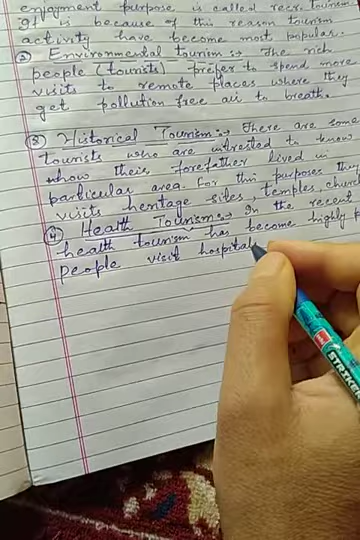 enjoyment purpose is called recr. tourism.
It is because of this reason tourism
activity have become most popular.
② Environmental tourism :→ The rich
people (tourists) prefer to spend more
visits to remote places where they
get pollution free air to breath.
③ Historical Tourism :→ There are some
tourists who are intrested to know
how their forefather lived in
particular area. For this purposes they
visits heritage sites, temples, chur
④ Health Tourism :→ In the recent
health tourism has become highly p
people visit hospital
STRIKER